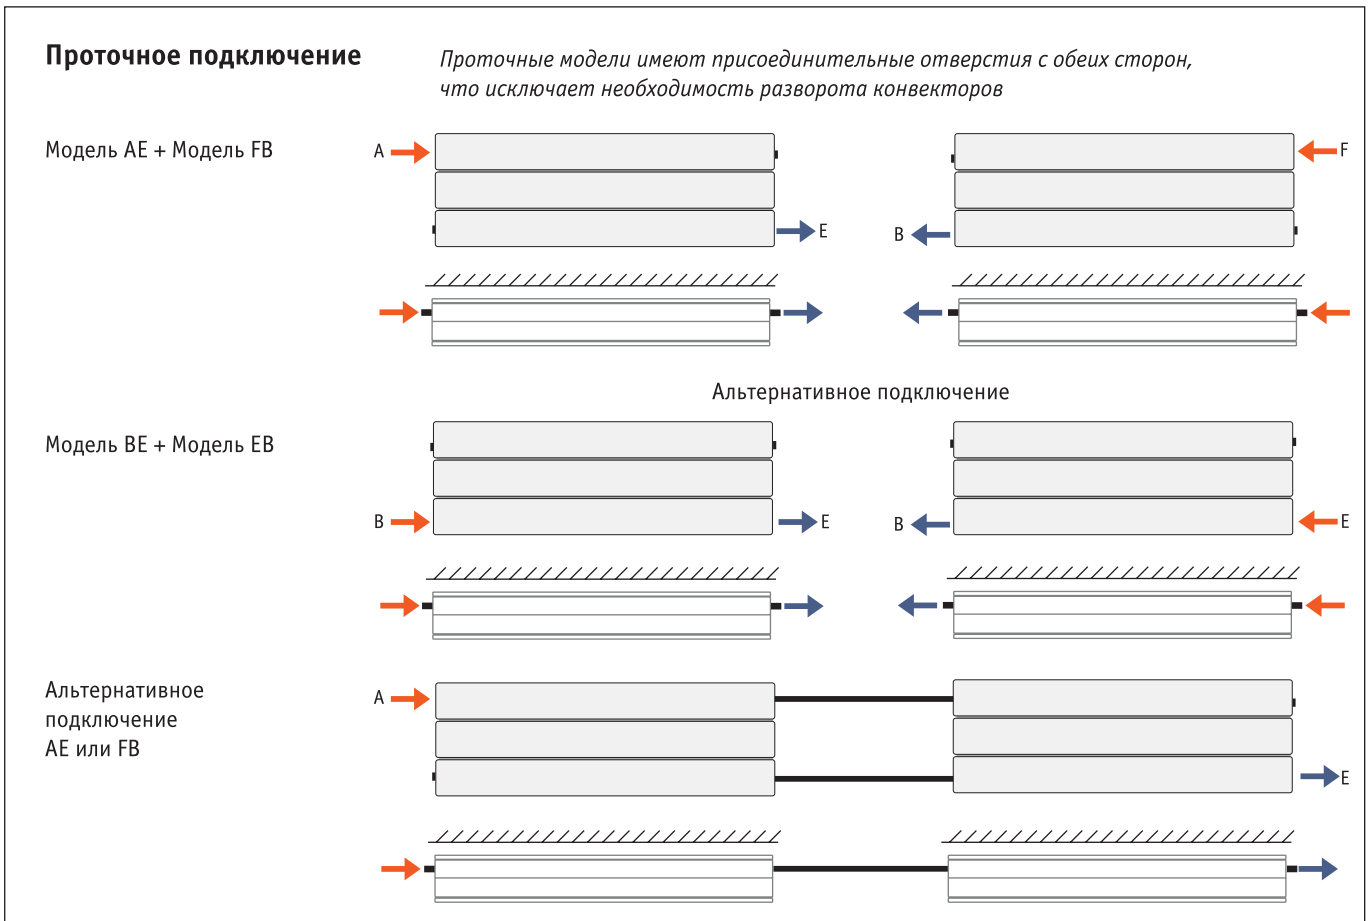 Проточное подключение
Проточные модели имеют присоединительные отверстия с обеих сторон,
что исключает необходимость разворота конвекторов
Модель AE + Модель FB
A
E
B
F
Альтернативное подключение
Модель BE + Модель EB
B
E
B
E
Альтернативное
подключение
AE или FB
A
E